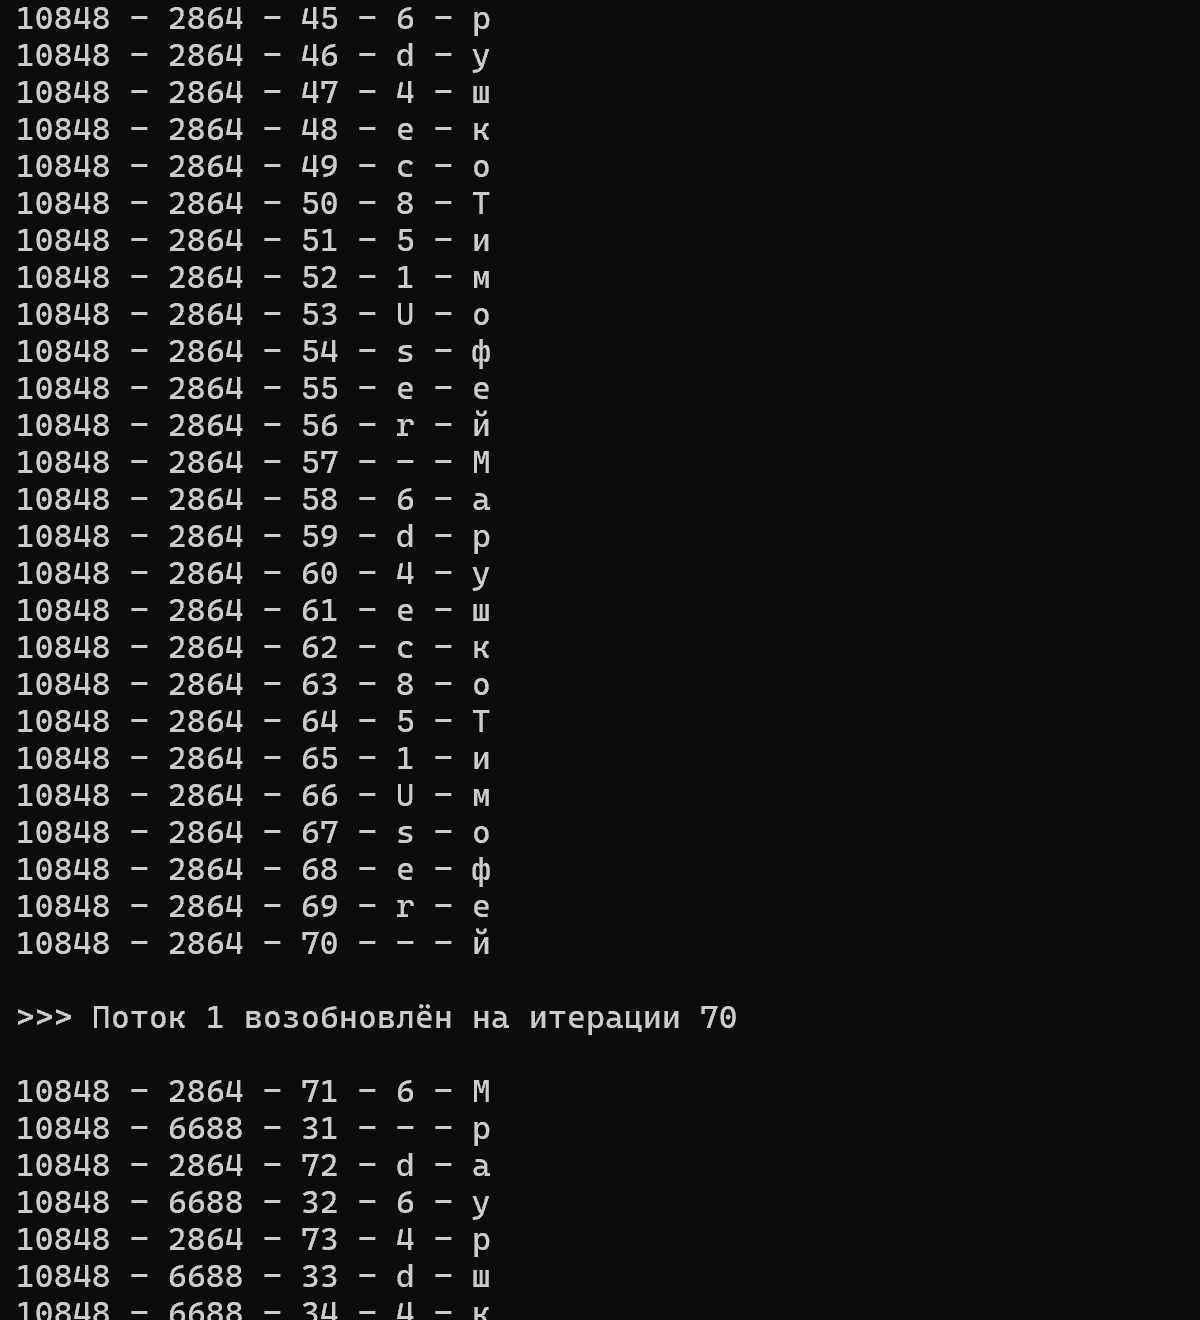 10848 - 2864 - 45 - 6 - р
10848 - 2864 - 46 - d - у
10848 - 2864 - 47 - 4 - ш
10848 - 2864 - 48 - e - к
10848 - 2864 - 49 - c - о
10848 - 2864 - 50 - 8 - Т
10848 - 2864 - 51 - 5 - и
10848 - 2864 - 52 - 1 - м
10848 - 2864 - 53 - U - о
10848 - 2864 - 54 - s - ф
10848 - 2864 - 55 - e - е
10848 - 2864 - 56 - r - й
10848 - 2864 - 57 - - - М
10848 - 2864 - 58 - 6 - а
10848 - 2864 - 59 - d - р
10848 - 2864 - 60 - 4 - у
10848 - 2864 - 61 - e - ш
10848 - 2864 - 62 - c - к
10848 - 2864 - 63 - 8 - о
10848 - 2864 - 64 - 5 - Т
10848 - 2864 - 65 - 1 - и
10848 - 2864 - 66 - U - м
10848 - 2864 - 67 - s - о
10848 - 2864 - 68 - e - ф
10848 - 2864 - 69 - r - е
10848 - 2864 - 70 - - - й
>>> Поток 1 возобновлён на итерации 70
10848 - 2864 - 71 - 6 - М
10848 - 6688 - 31 - - - р
10848 - 2864 - 72 - d - а
10848 - 6688 - 32 - 6 - у
10848 - 2864 - 73 - 4 - р
10848 - 6688 - 33 - d - ш
10848 - 6688 - 34 - 4 - к